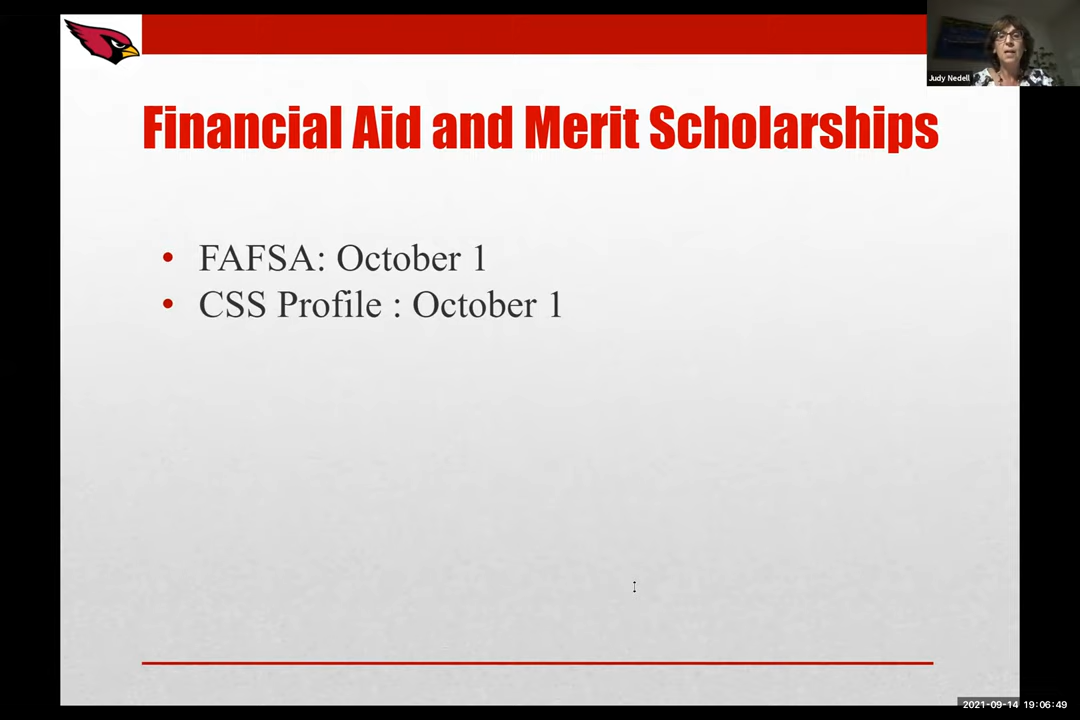 Judy Nedell
Financial Aid and Merit Scholarships
• FAFSA: October 1
• CSS Profile : October 1
2021-09-14 19:06:49